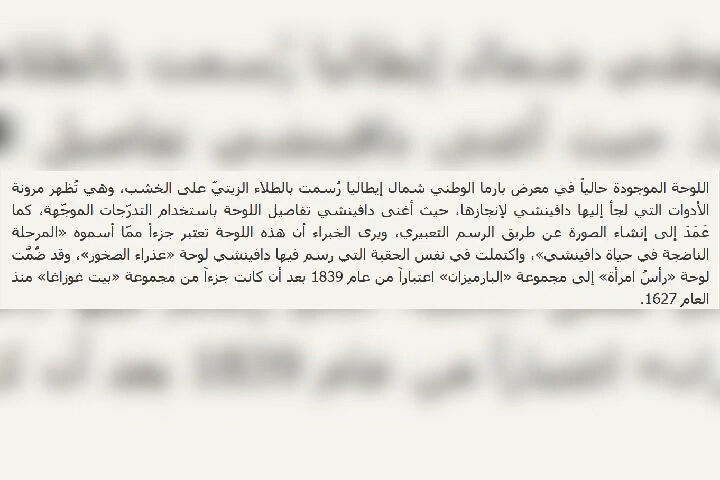 اللوحة الموجودة حالياً في معرض بارما الوطني شمال إيطاليا رُسمت بالطلاء الزيتيّ على الخشب، وهي تُظهر مرونة
الأدوات التي لجأ إليها دافينشي لإنجازها، حيث أغنى دافينشي تفاصيل اللوحة باستخدام التدرّجات الموجّهة، كما
عَمَدَ إلى إنشاء الصورة عن طريق الرسم التعبيري، ويرى الخبراء أن هذه اللوحة تعتبر جزءاً ممّا أسموه «المرحلة
الناضجة في حياة دافينشي»، واكتملت في نفس الحقبة التي رسم فيها دافينشي لوحة «عذراء الصخور»، وقد ضُمَّت
لوحة «رأسُ امرأة» إلى مجموعة «البارميزان» اعتباراً من عام 1839 بعد أن كانت جزءاً من مجموعة «بيت غوزاغا» منذ
العام 1627.